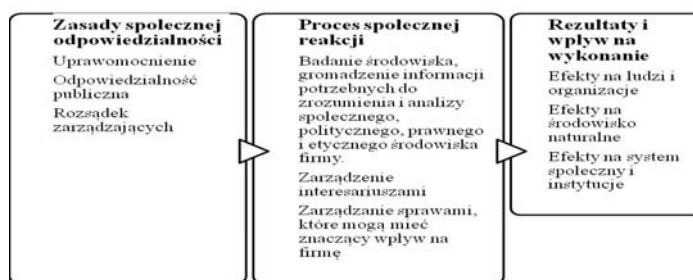 Zasady społecznej
odpowiedzialności
Uprawomocnienie
Odpowiedzialność
publiczna
Rozsądek
zarządzających
Proces społecznej
reakcji
Badanie środowiska,
gromadzenie informacji
potrzebnych do
zrozumienia i analizy
społecznego,
politycznego, prawnego
i etycznego środowiska
firmy.
Zarządzenie
interesariuszami
Zarządzanie sprawami,
które mogą mieć
znaczący wpływ na
firmę
Rezultaty i
wpływ na
wykonanie
Efekty na ludzi i
organizacje
Efekty na
środowisko
naturalne
Efekty na system
społeczny i
instytucje